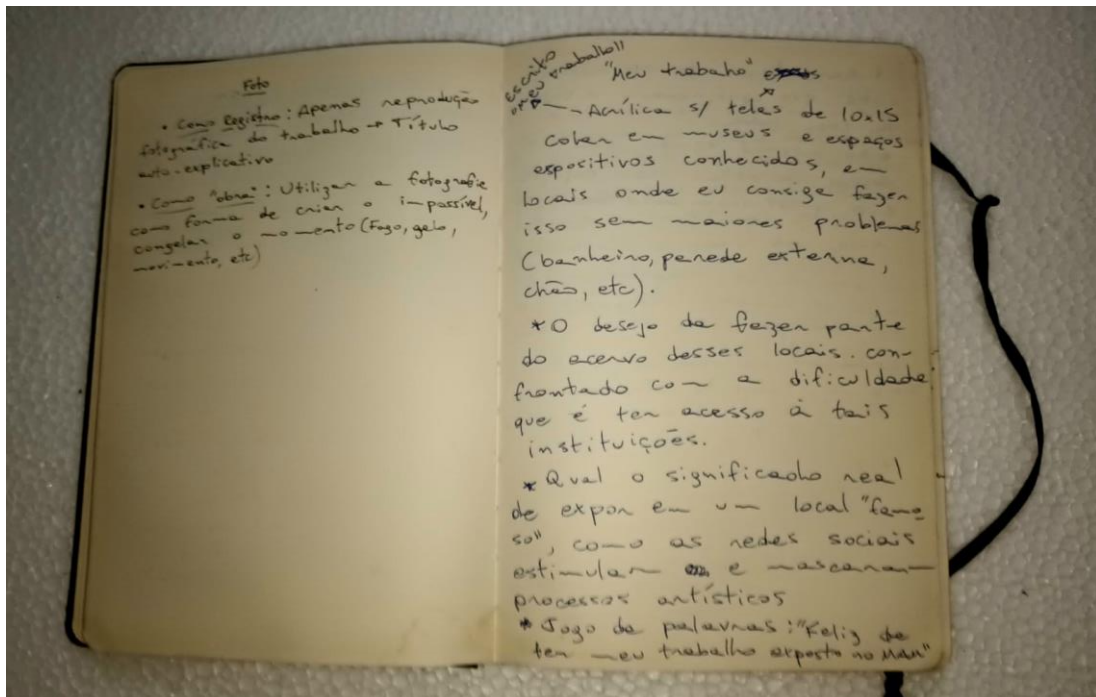 Foto
• Como Registro: Apenas reprodução
fotográfica do trabalho → Título
auto-explicativo
• Como "obra": Utilizar a fotografia
como forma de criar o impossível,
congelar o momento (Fogo, gelo,
movimento, etc)
escrito
"meu trabalho"
"Meu trabaho"
Acrílica s/ telas de 10x15
Colar em museus e espaços
espositivos conhecidos, em
locais onde eu consiga fazer
isso sem maiores problemas
(banheiro, parede externa,
chão, etc).
* O desejo de fazer parte
do acervo desses locais. con-
frontado com a dificuldade
que é ter acesso à tais
instituições.
* Qual o significado real
de expor em um local "famo
so", como as redes sociais
estimulam e mascaram
processos artísticos
* Jogo de palavras: "Feliz de
ter meu trabalho exposto no MAM"